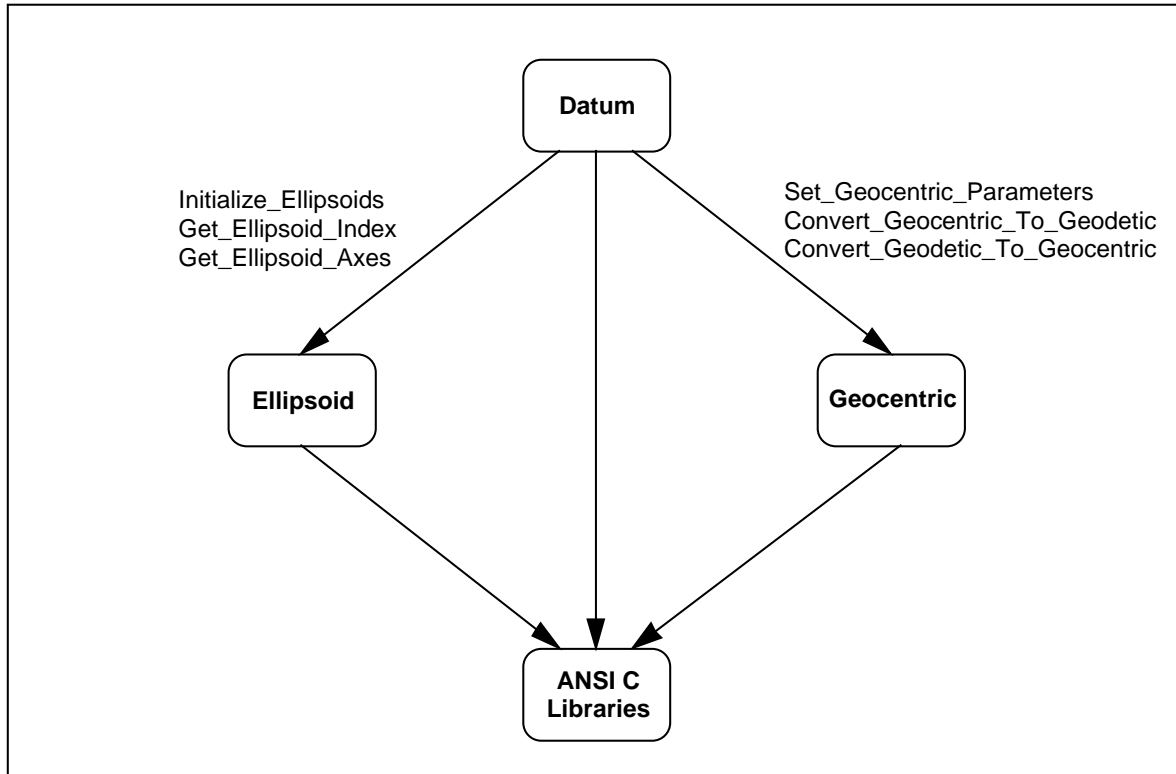 Datum
Initialize_Ellipsoids
Get_Ellipsoid_Index
Get_Ellipsoid_Axes
Set_Geocentric_Parameters
Convert_Geocentric_To_Geodetic
Convert_Geodetic_To_Geocentric
Ellipsoid
Geocentric
ANSI C
Libraries